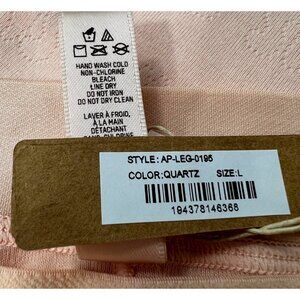 HAND WASH COLD
NON-CHLORINE
BLEACH
LINE DRY
DO NOT IRON
DO NOT DRY CLEAN
LAVER À FROID,
À LA MAIN
STYLE: AP-LEG-0195
COLOR: QUARTZ SIZE: L
194378146368